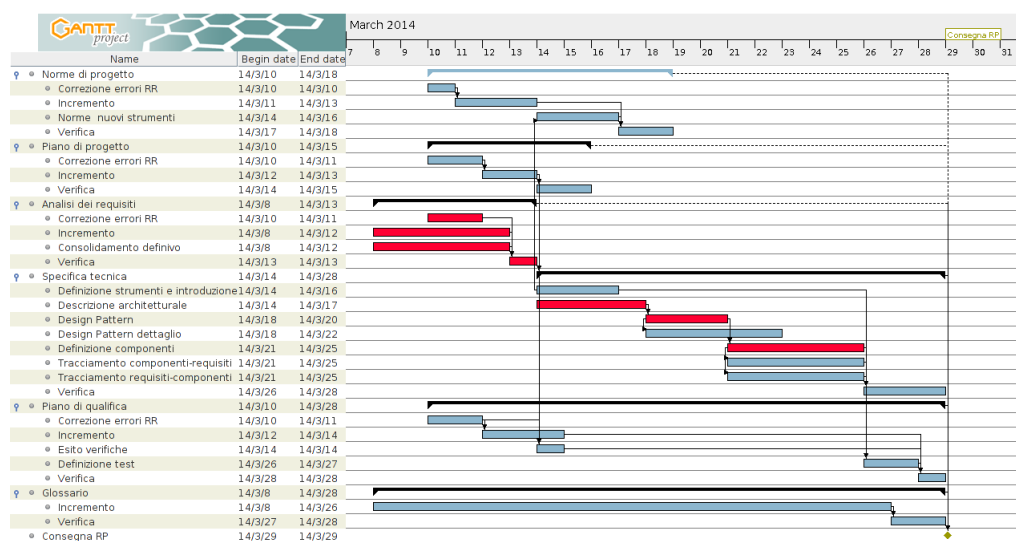 GANTT
project
March 2014
Consegna RP
7 8 9 10 11 12 13 14 15 16 17 18 19 20 21 22 23 24 25 26 27 28 29 30 31
Name Begin date End date
Norme di progetto 14/3/10 14/3/18
Correzione errori RR 14/3/10 14/3/10
Incremento 14/3/11 14/3/13
Norme nuovi strumenti 14/3/14 14/3/16
Verifica 14/3/17 14/3/18
Piano di progetto 14/3/10 14/3/15
Correzione errori RR 14/3/10 14/3/11
Incremento 14/3/12 14/3/13
Verifica 14/3/14 14/3/15
Analisi dei requisiti 14/3/8 14/3/13
Correzione errori RR 14/3/10 14/3/11
Incremento 14/3/8 14/3/12
Consolidamento definivo 14/3/8 14/3/12
Verifica 14/3/13 14/3/13
Specifica tecnica 14/3/14 14/3/28
Definizione strumenti e introduzione 14/3/14 14/3/16
Descrizione architetturale 14/3/14 14/3/17
Design Pattern 14/3/18 14/3/20
Design Pattern dettaglio 14/3/18 14/3/22
Definizione componenti 14/3/21 14/3/25
Tracciamento componenti-requisiti 14/3/21 14/3/25
Tracciamento requisiti-componenti 14/3/21 14/3/25
Verifica 14/3/26 14/3/28
Piano di qualifica 14/3/10 14/3/28
Correzione errori RR 14/3/10 14/3/11
Incremento 14/3/12 14/3/14
Esito verifiche 14/3/14 14/3/14
Definizione test 14/3/26 14/3/27
Verifica 14/3/28 14/3/28
Glossario 14/3/8 14/3/28
Incremento 14/3/8 14/3/26
Verifica 14/3/27 14/3/28
Consegna RP 14/3/29 14/3/29